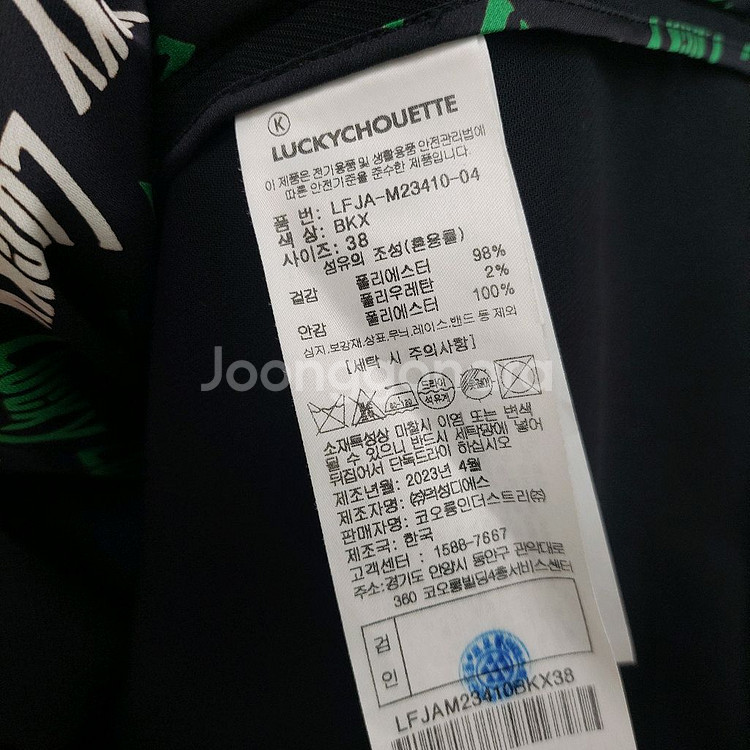 K
LUCKYCHOUETTE
이 제품은 전기용품 및 생활용품 안전관리법에
따른 안전기준을 준수한 제품입니다.
품 번: LFJA-M23410-04
색 상: BKX
사이즈: 38
섬유의 조성(혼용률)
겉감 폴리에스터 98%
폴리우레탄 2%
안감 폴리에스터 100%
심지.보강재.상표.무늬.레이스.밴드 등 제외
[세탁 시 주의사항]
Joonggonara
드라이
석유계
소재특성상 마찰시 이염 또는 변색
될 수 있으니 반드시 세탁망에 넣어
뒤집어서 단독드라이 하십시오
제조년월: 2023년 4월
제조자명: ㈜덕성디에스
판매자명: 코오롱인더스트리㈜
제조국: 한국
고객센터 : 1588-7667
주소:경기도 안양시 동안구 관악대로
360 코오롱빌딩4층서비스센터
검
인
LFJAM23410BKX38
Lucky